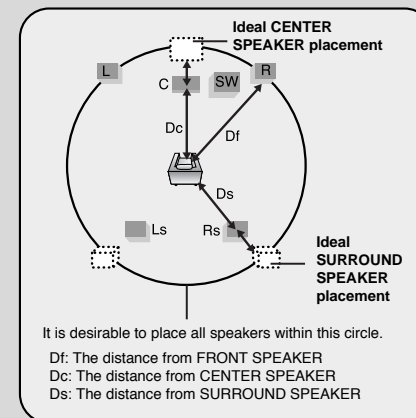 Ideal CENTER
SPEAKER placement
L
R
C
SW
Dc
Df
Ds
Ls
Rs
Ideal
SURROUND
SPEAKER
placement
It is desirable to place all speakers within this circle.
Df: The distance from FRONT SPEAKER
Dc: The distance from CENTER SPEAKER
Ds: The distance from SURROUND SPEAKER